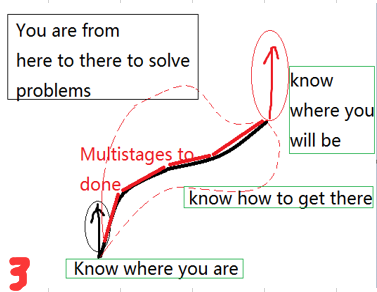 You are from
here to there to solve
problems
know
where you
will be
Multistages to
done
know how to get there
Know where you are
3